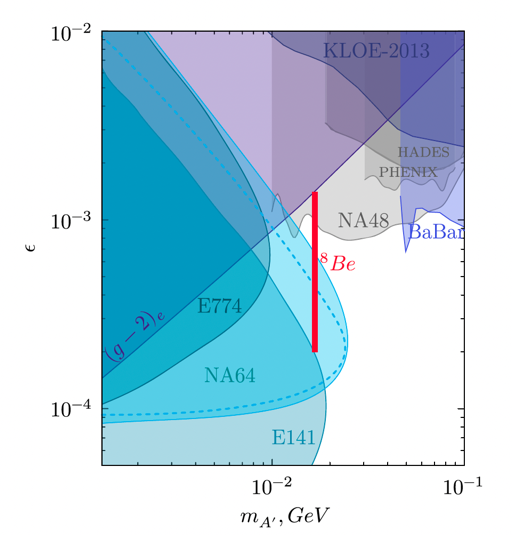 10⁻²
KLOE-2013
HADES
PHENIX
10⁻³
NA48
BaBar
ϵ
⁸Be
E774
(g − 2)ₑ
NA64
10⁻⁴
E141
10⁻²
10⁻¹
m_{A′}, GeV